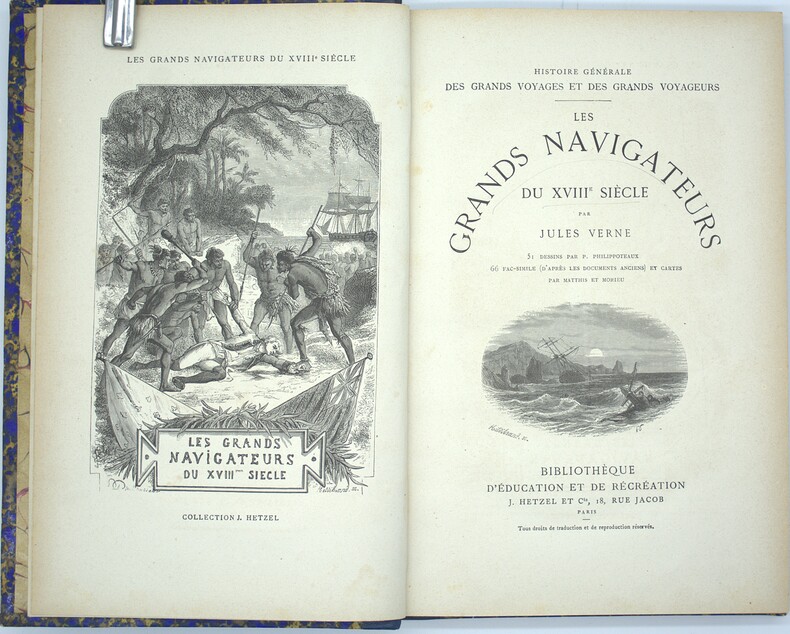 LES GRANDS NAVIGATEURS DU XVIIIe SIÈCLE
LES GRANDS
NAVIGATEURS
DU XVIIIme SIECLE
COLLECTION J. HETZEL
HISTOIRE GÉNÉRALE
DES GRANDS VOYAGES ET DES GRANDS VOYAGEURS
LES
GRANDS NAVIGATEURS
DU XVIIIE SIÈCLE
PAR
JULES VERNE
51 DESSINS PAR P. PHILIPPOTEAUX
66 FAC-SIMILE (D'APRÈS LES DOCUMENTS ANCIENS) ET CARTES
PAR MATTHIS ET MORIEU
BIBLIOTHÈQUE
D'ÉDUCATION ET DE RÉCRÉATION
J. HETZEL ET Cie, 18, RUE JACOB
PARIS
Tous droits de traduction et de reproduction réservés.